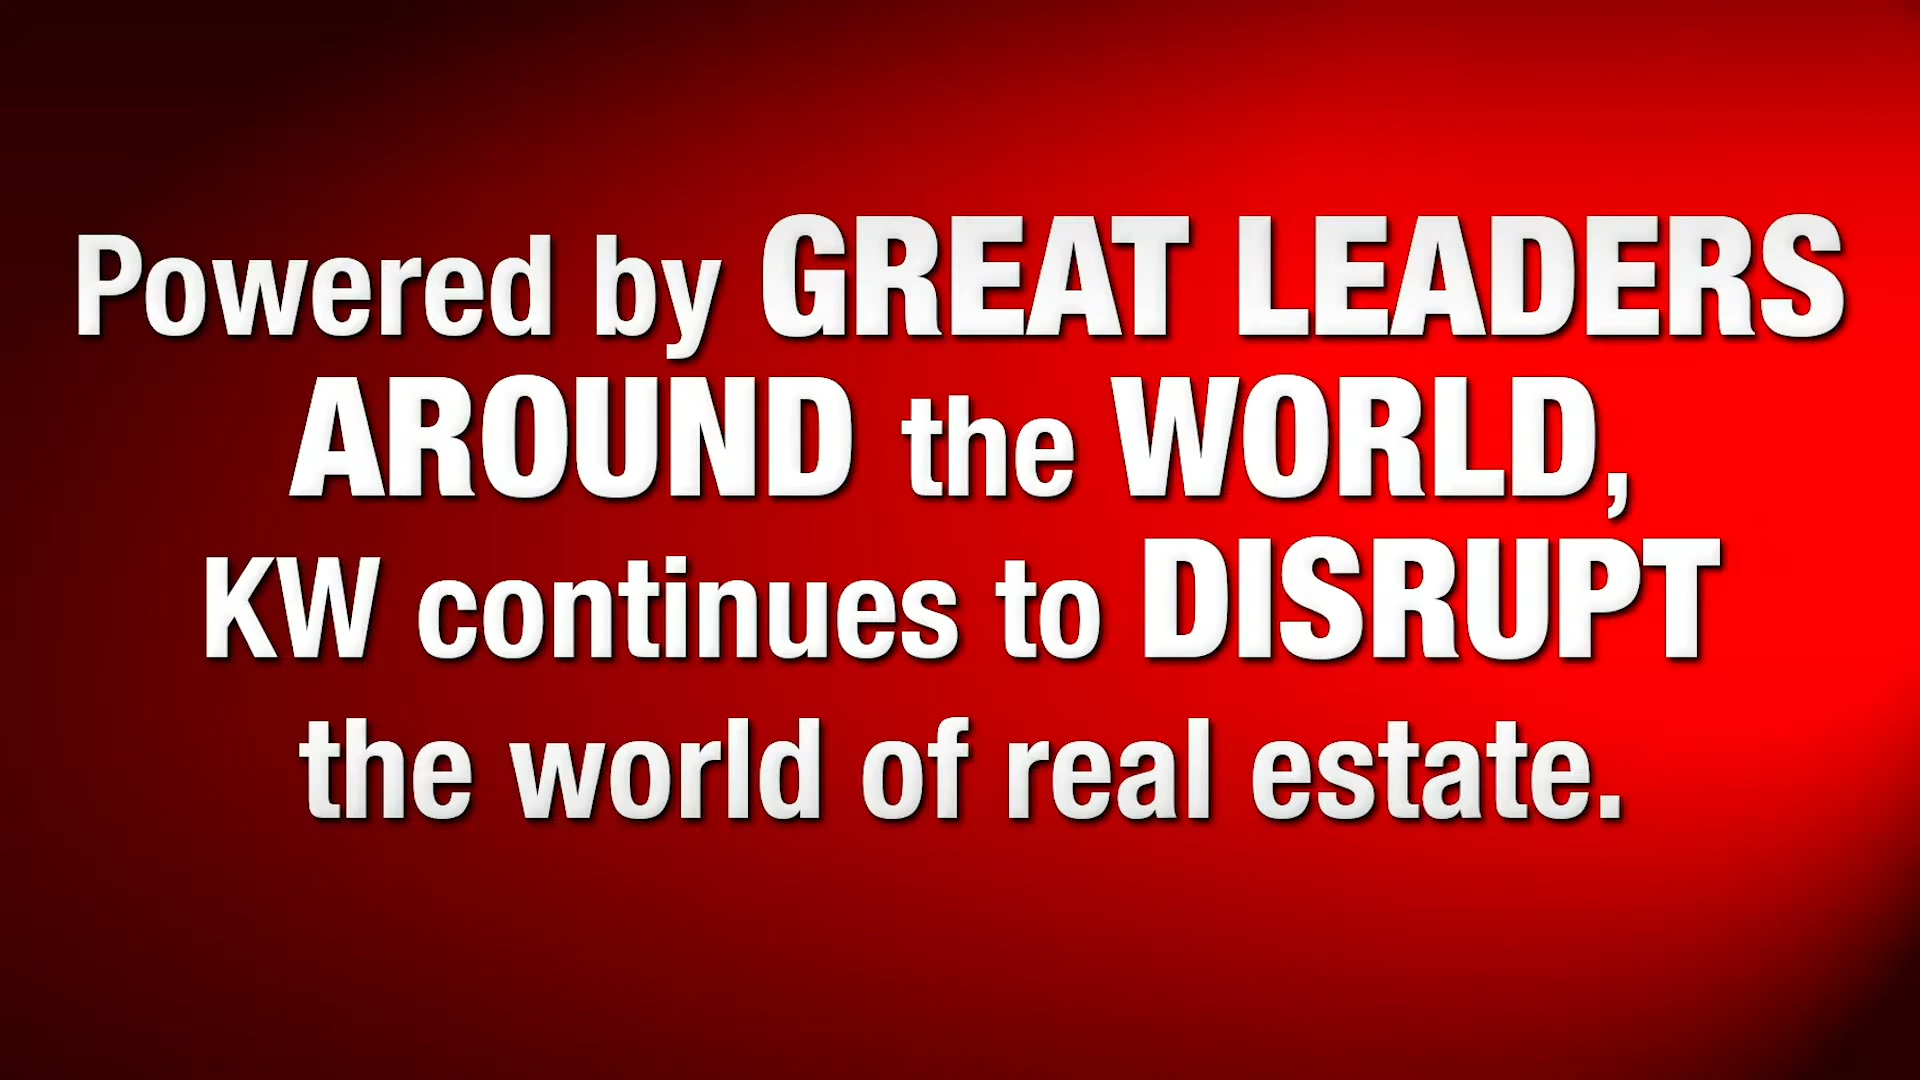 Powered by GREAT LEADERS
AROUND the WORLD,
KW continues to DISRUPT
the world of real estate.